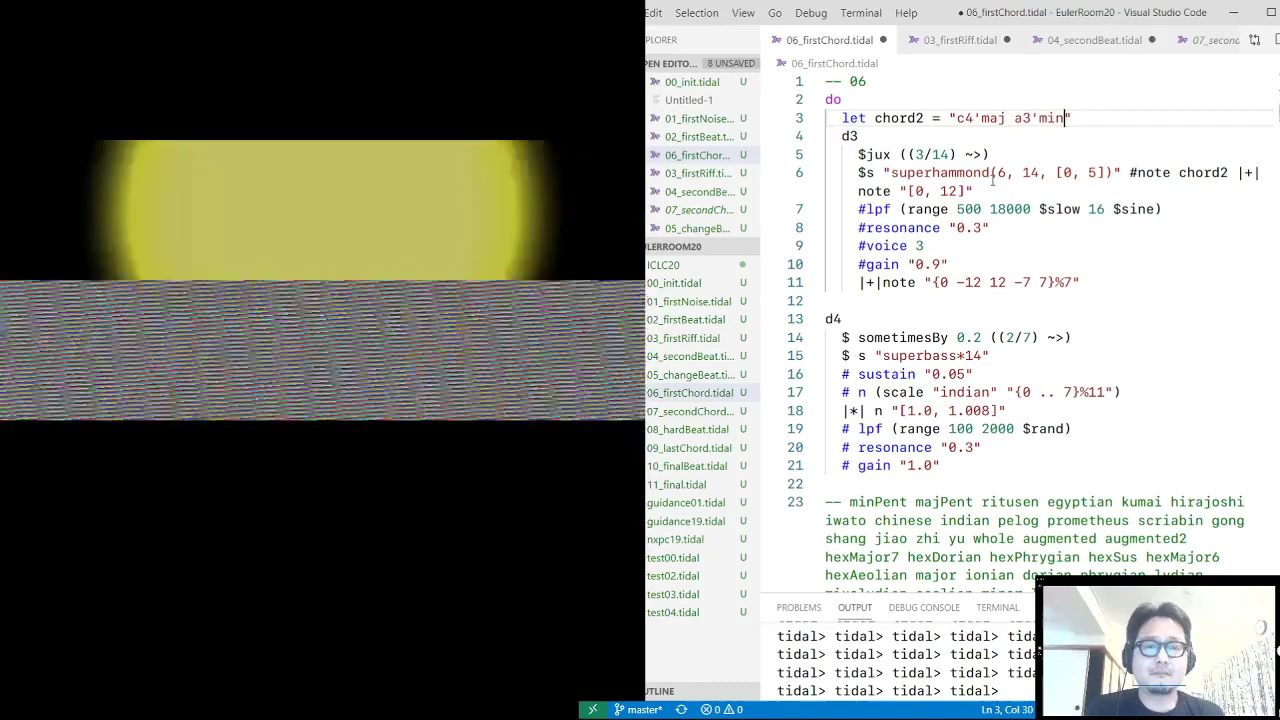 Edit Selection View Go Debug Terminal Help ● 06_firstChord.tidal - EulerRoom20 - Visual Studio Code
PLORER
06_firstChord.tidal ● 03_firstRiff.tidal ● 04_secondBeat.tidal ● 07_second
PEN EDITO... 8 UNSAVED
00_init.tidal U
Untitled-1
01_firstNoise... U
02_firstBeat.ti... U
06_firstChor... U
03_firstRiff.ti... U
04_secondBe... U
07_secondCh... U
05_changeB... U
ULERROOM20
ICLC20
00_init.tidal U
01_firstNoise.tidal U
02_firstBeat.tidal U
03_firstRiff.tidal U
04_secondBeat.ti... U
05_changeBeat.ti... U
06_firstChord.tidal U
07_secondChord... U
08_hardBeat.tidal U
09_lastChord.tidal U
10_finalBeat.tidal U
11_final.tidal U
guidance01.tidal U
guidance19.tidal U
nxpc19.tidal U
test00.tidal U
test02.tidal U
test03.tidal U
test04.tidal U
UTLINE
06_firstChord.tidal
1 -- 06
2 do
3 let chord2 = "c4'maj a3'min"
4 d3
5 $jux ((3/14) ~>)
6 $s "superhammond(6, 14, [0, 5])" #note chord2 |+|
note "[0, 12]"
7 #lpf (range 500 18000 $slow 16 $sine)
8 #resonance "0.3"
9 #voice 3
10 #gain "0.9"
11 |+|note "{0 -12 12 -7 7}%7"
12
13 d4
14 $ sometimesBy 0.2 ((2/7) ~>)
15 $ s "superbass*14"
16 # sustain "0.05"
17 # n (scale "indian" "{0 .. 7}%11")
18 |*| n "[1.0, 1.008]"
19 # lpf (range 100 2000 $rand)
20 # resonance "0.3"
21 # gain "1.0"
22
23 -- minPent majPent ritusen egyptian kumai hirajoshi
iwato chinese indian pelog prometheus scriabin gong
shang jiao zhi yu whole augmented augmented2
hexMajor7 hexDorian hexPhrygian hexSus hexMajor6
hexAeolian major ionian dorian phrygian lydian
PROBLEMS OUTPUT DEBUG CONSOLE TERMINAL
tidal> tidal> tidal> tidal> tida
tidal> tidal> tidal> tidal> tida
tidal> tidal> tidal> tidal> tida
tidal> tidal> tidal> tidal>
master* 0 0 Ln 3, Col 30